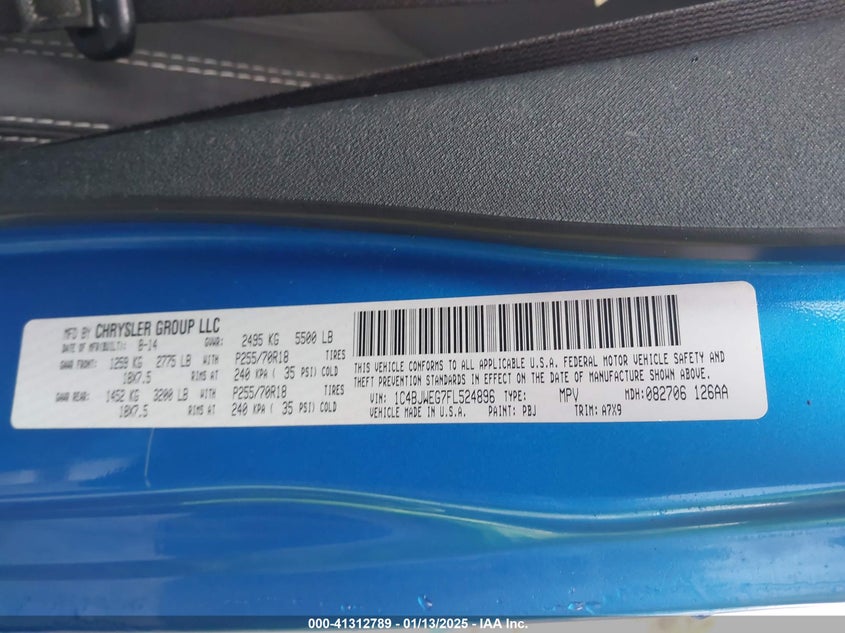 MFD BY CHRYSLER GROUP LLC
DATE OF MFR(BUILT): 8-14 GVWR: 2495 KG 5500 LB
GAWR FRONT: 1259 KG 2775 LB WITH P255/70R18 TIRES
18X7.5 RIMS AT 240 KPA ( 35 PSI) COLD
GAWR REAR: 1452 KG 3200 LB WITH P255/70R18 TIRES
18X7.5 RIMS AT 240 KPA ( 35 PSI) COLD
THIS VEHICLE CONFORMS TO ALL APPLICABLE U.S.A. FEDERAL MOTOR VEHICLE SAFETY AND
THEFT PREVENTION STANDARDS IN EFFECT ON THE DATE OF MANUFACTURE SHOWN ABOVE.
VIN: 1C4BJWEG7FL524896 TYPE: MPV MDH:082706 126AA
VEHICLE MADE IN U.S.A. PAINT: PBJ TRIM: A7X9
000-41312789 - 01/13/2025 - © IAA Inc.